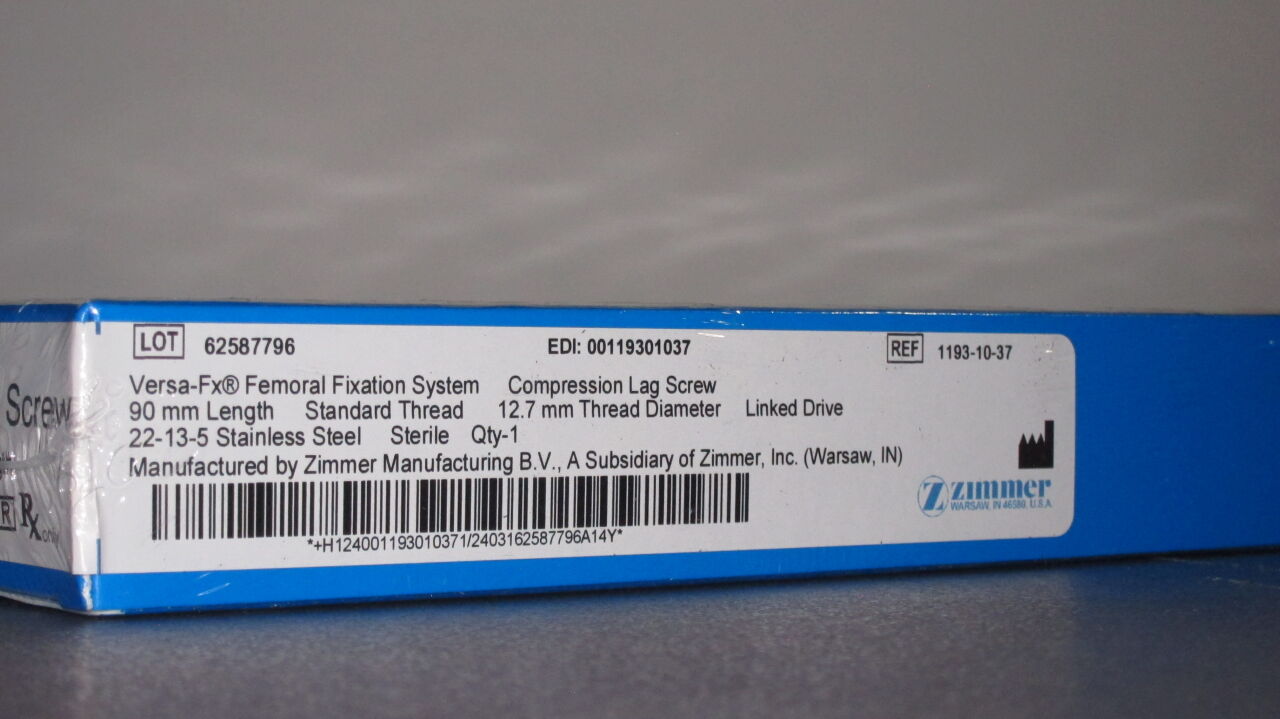 LOT 62587796 EDI: 00119301037 REF 1193-10-37
Versa-Fx® Femoral Fixation System Compression Lag Screw
90 mm Length Standard Thread 12.7 mm Thread Diameter Linked Drive
22-13-5 Stainless Steel Sterile Qty-1
Manufactured by Zimmer Manufacturing B.V., A Subsidiary of Zimmer, Inc. (Warsaw, IN)
*+H124001193010371/2403162587796A14Y*
Zimmer
WARSAW, IN 46580, U.S.A.
Screw
R Rx only